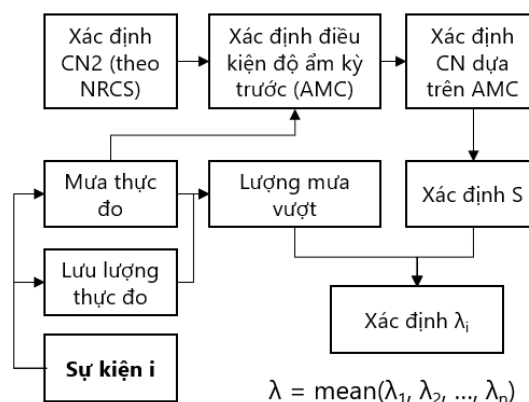 Xác định
CN2 (theo
NRCS)
Xác định điều
kiện độ ẩm kỳ
trước (AMC)
Xác định
CN dựa
trên AMC
Mưa thực
đo
Lượng mưa
vượt
Xác định S
Lưu lượng
thực đo
Xác định λi
Sự kiện i
λ = mean(λ1, λ2, ..., λn)